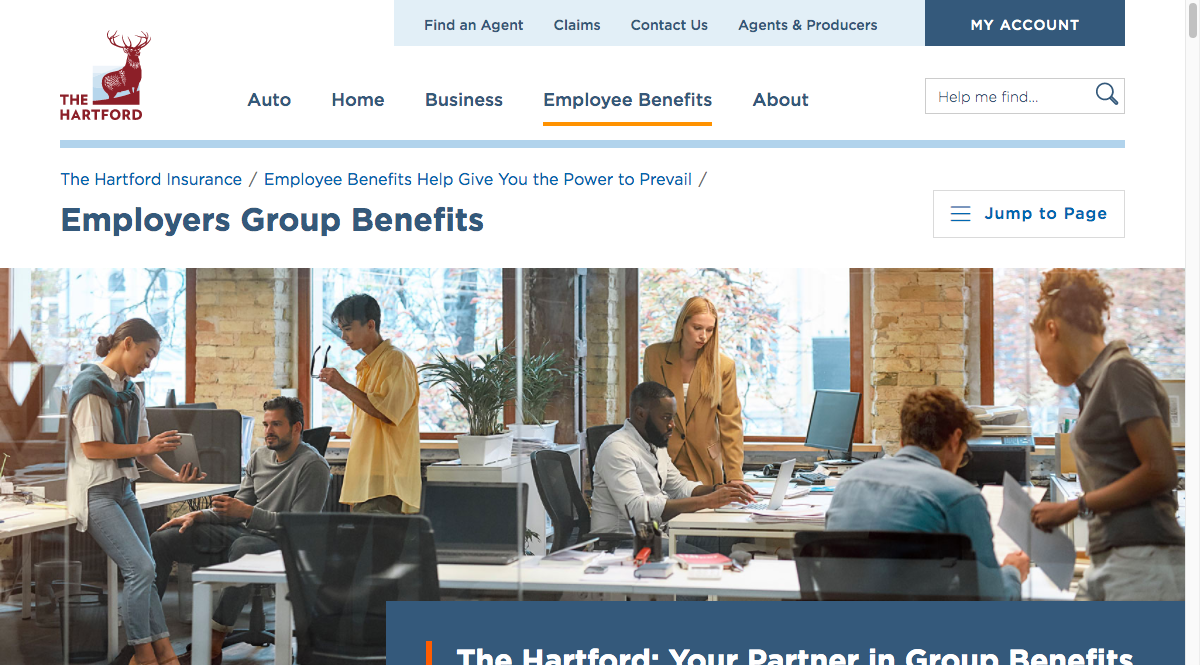 Find an Agent Claims Contact Us Agents & Producers MY ACCOUNT
THE
HARTFORD
Auto Home Business Employee Benefits About
Help me find...
The Hartford Insurance / Employee Benefits Help Give You the Power to Prevail /
Employers Group Benefits
Jump to Page
The Hartford: Your Partner in Group Benefits